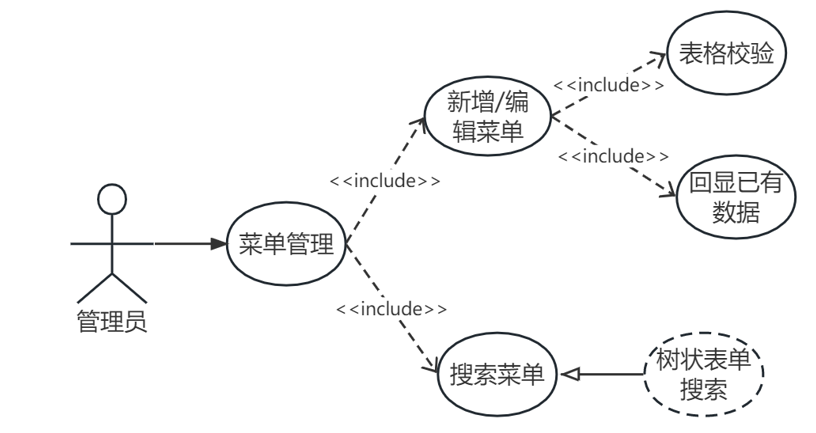 表格校验
<<include>>
新增/编
辑菜单
<<include>>
回显已有
数据
<<include>>
菜单管理
管理员
<<include>>
搜索菜单
树状表单
搜索